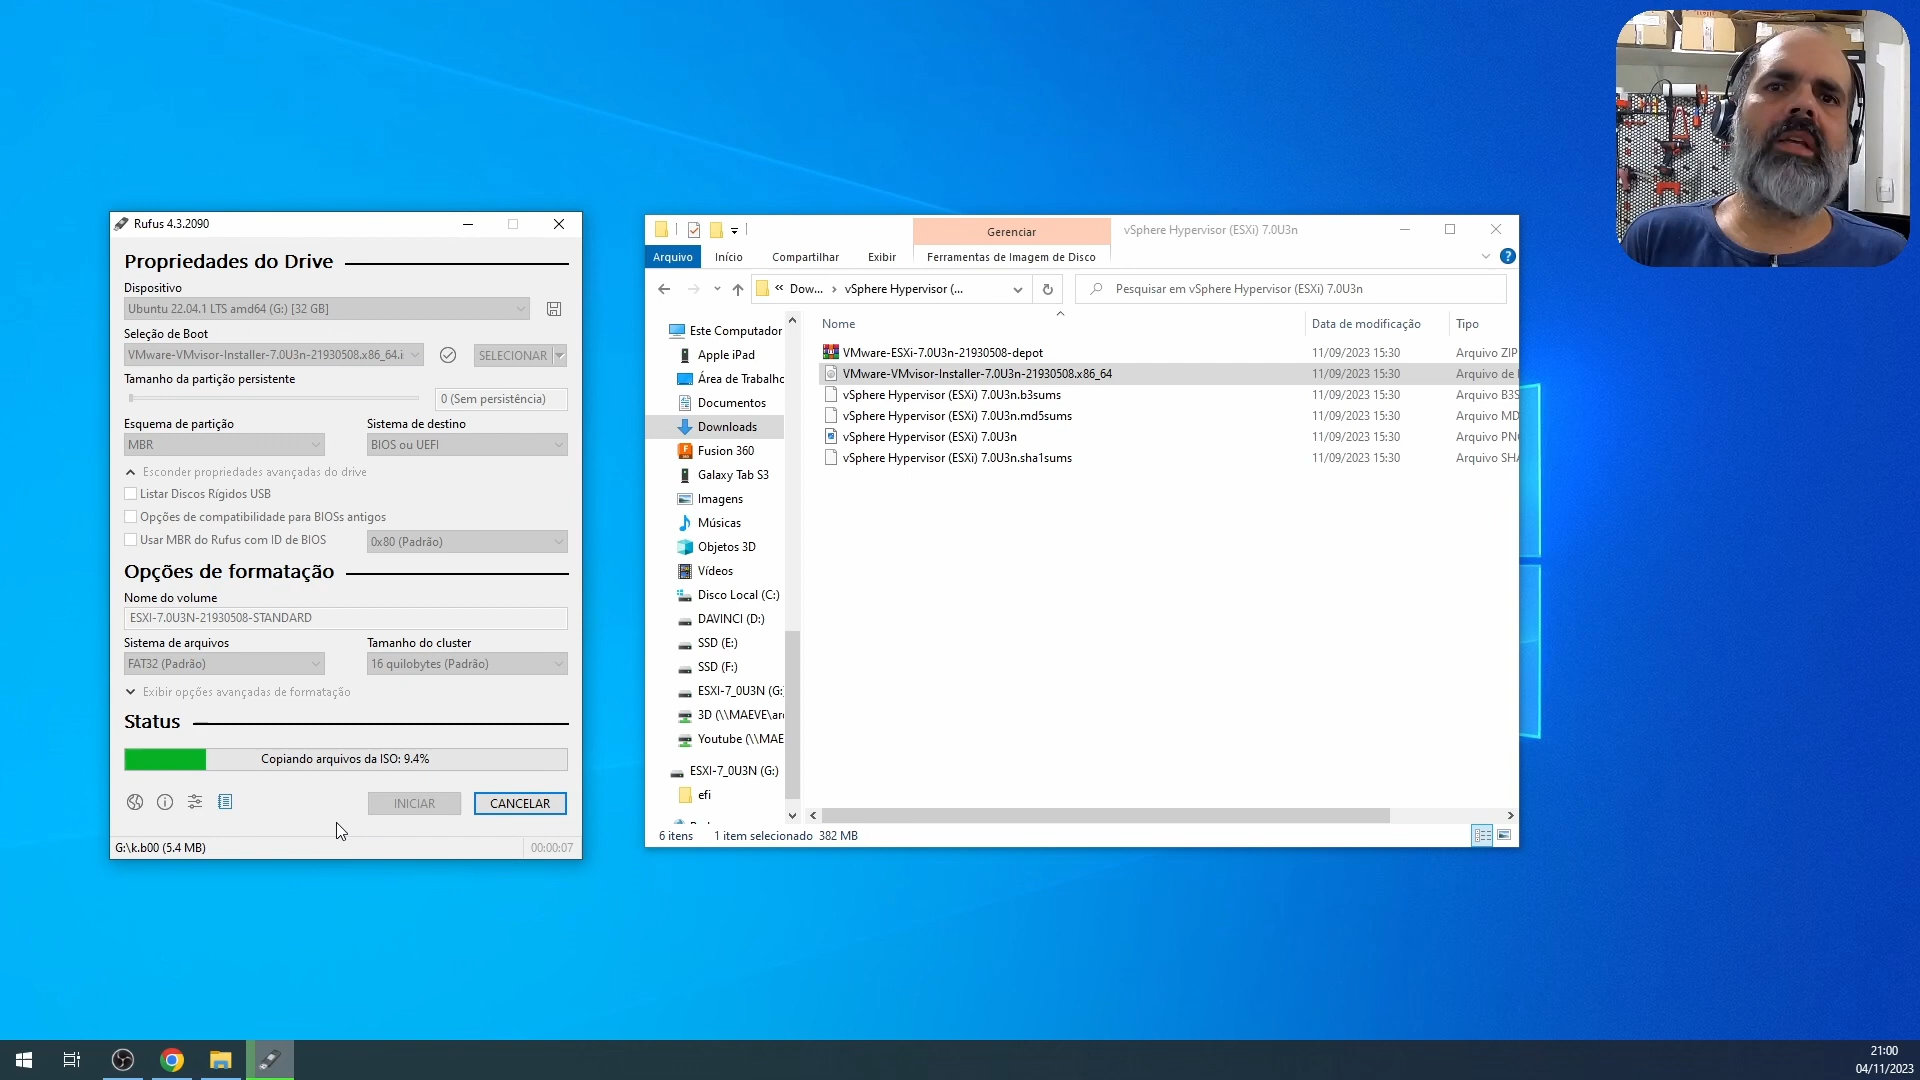 Rufus 4.3.2090
Propriedades do Drive
Dispositivo
Ubuntu 22.04.1 LTS amd64 (G:) [32 GB]
Seleção de Boot
VMware-VMvisor-Installer-7.0U3n-21930508.x86_64.i
SELECIONAR
Tamanho da partição persistente
0 (Sem persistência)
Esquema de partição
Sistema de destino
MBR
BIOS ou UEFI
Esconder propriedades avançadas do drive
Listar Discos Rígidos USB
Opções de compatibilidade para BIOSs antigos
Usar MBR do Rufus com ID de BIOS
0x80 (Padrão)
Opções de formatação
Nome do volume
ESXI-7.0U3N-21930508-STANDARD
Sistema de arquivos
Tamanho do cluster
FAT32 (Padrão)
16 quilobytes (Padrão)
Exibir opções avançadas de formatação
Status
Copiando arquivos da ISO: 9.4%
INICIAR
CANCELAR
G:\k.b00 (5.4 MB)
00:00:07
Gerenciar
vSphere Hypervisor (ESXi) 7.0U3n
Arquivo
Início
Compartilhar
Exibir
Ferramentas de Imagem de Disco
« Dow... › vSphere Hypervisor (...
Pesquisar em vSphere Hypervisor (ESXi) 7.0U3n
Este Computador
Apple iPad
Área de Trabalho
Documentos
Downloads
Fusion 360
Galaxy Tab S3
Imagens
Músicas
Objetos 3D
Vídeos
Disco Local (C:)
DAVINCI (D:)
SSD (E:)
SSD (F:)
ESXI-7_0U3N (G:
3D (\\MAEVE\arc
Youtube (\\MAE
ESXI-7_0U3N (G:)
efi
Nome
Data de modificação
Tipo
VMware-ESXi-7.0U3n-21930508-depot
11/09/2023 15:30
Arquivo ZIP
VMware-VMvisor-Installer-7.0U3n-21930508.x86_64
11/09/2023 15:30
Arquivo de
vSphere Hypervisor (ESXi) 7.0U3n.b3sums
11/09/2023 15:30
Arquivo B3S
vSphere Hypervisor (ESXi) 7.0U3n.md5sums
11/09/2023 15:30
Arquivo MD
vSphere Hypervisor (ESXi) 7.0U3n
11/09/2023 15:30
Arquivo PN
vSphere Hypervisor (ESXi) 7.0U3n.sha1sums
11/09/2023 15:30
Arquivo SHA
6 itens
1 item selecionado
382 MB
21:00
04/11/2023